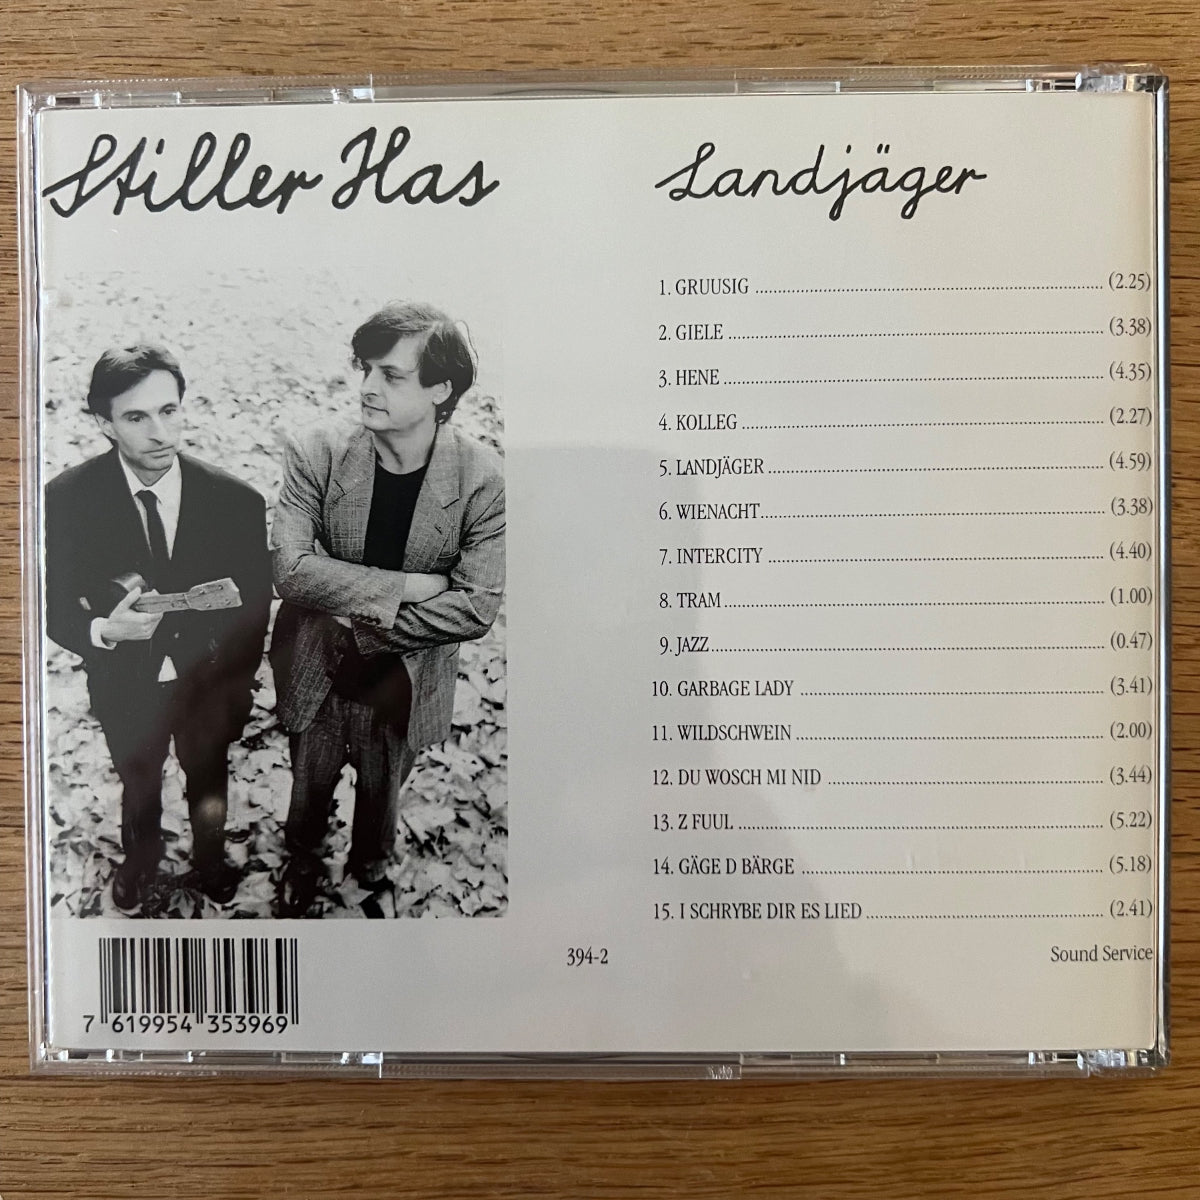 Stiller Has
Landjäger
1. GRUUSIG ........ (2.25)
2. GIELE ........ (3.38)
3. HENE ........ (4.35)
4. KOLLEG ........ (2.27)
5. LANDJÄGER ........ (4.59)
6. WIENACHT ........ (3.38)
7. INTERCITY ........ (4.40)
8. TRAM ........ (1.00)
9. JAZZ ........ (0.47)
10. GARBAGE LADY ........ (3.41)
11. WILDSCHWEIN ........ (2.00)
12. DU WOSCH MI NID ........ (3.44)
13. Z FUUL ........ (5.22)
14. GÄGE D BÄRGE ........ (5.18)
15. I SCHRYBE DIR ES LIED ........ (2.41)
394-2
Sound Service
7 619954 353969